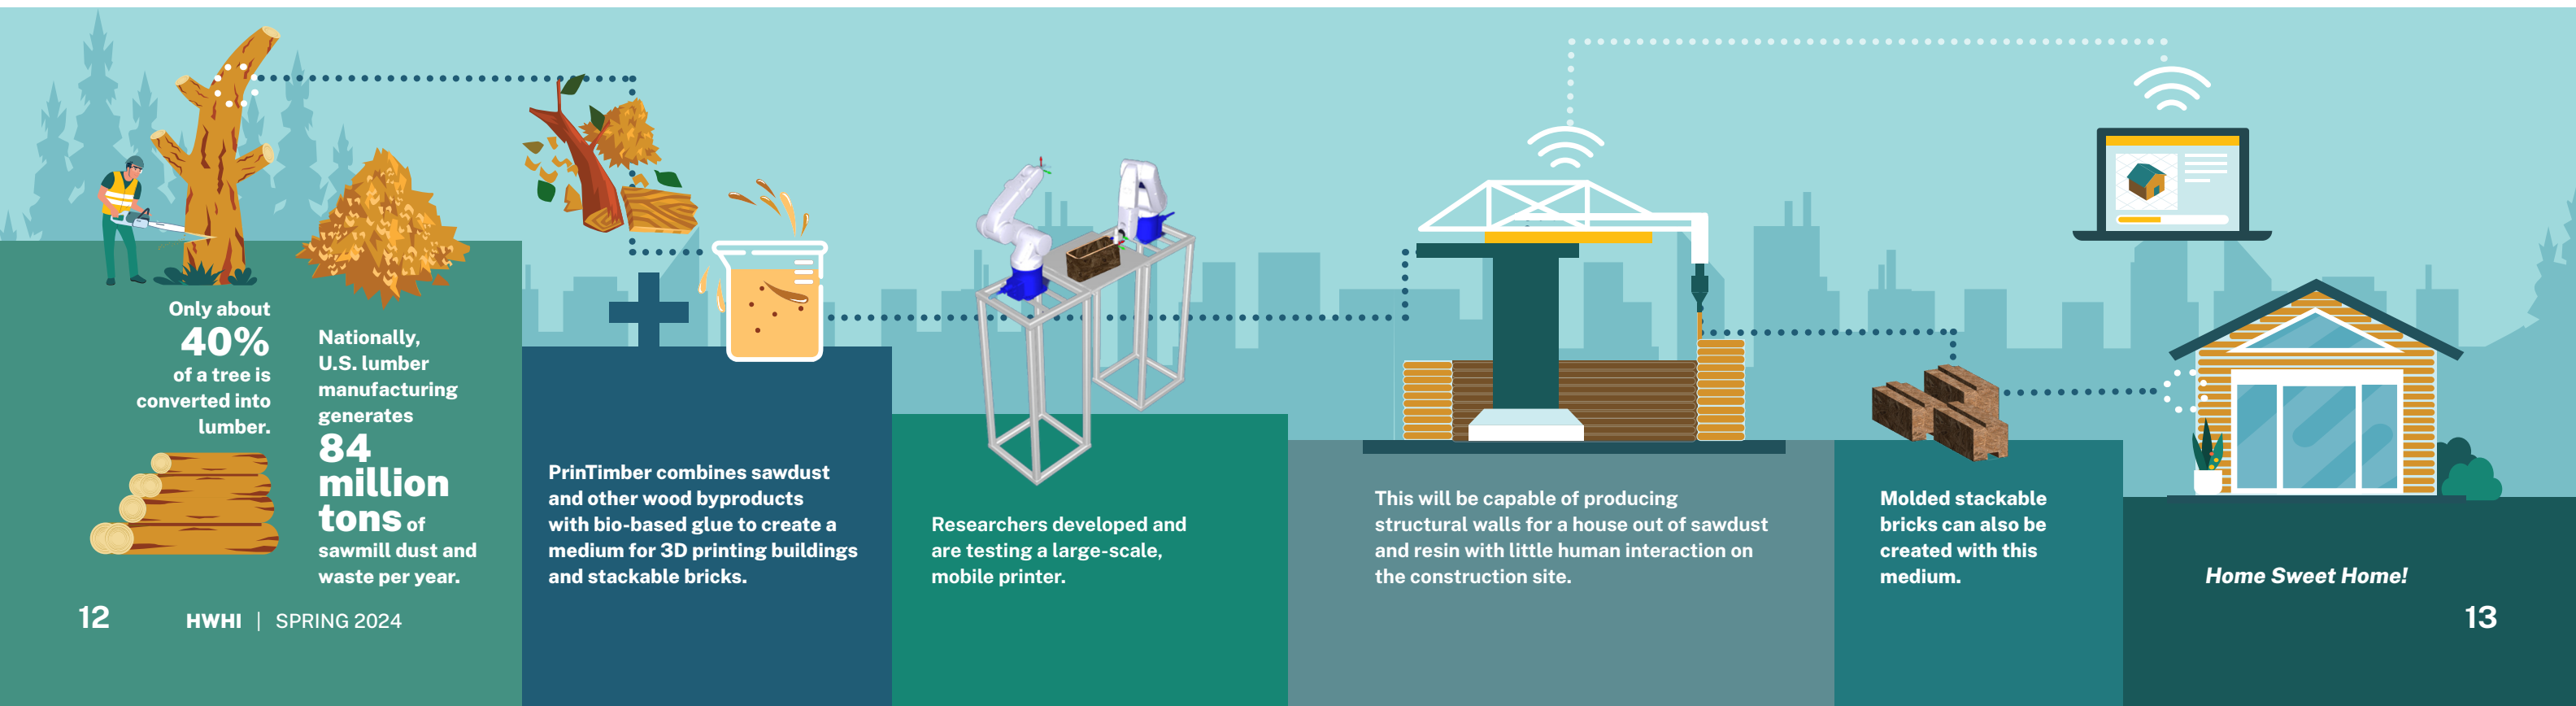 Only about
40%
of a tree is
converted into
lumber.
Nationally,
U.S. lumber
manufacturing
generates
84
million
tons of
sawmill dust and
waste per year.
PrinTimber combines sawdust
and other wood byproducts
with bio-based glue to create a
medium for 3D printing buildings
and stackable bricks.
Researchers developed and
are testing a large-scale,
mobile printer.
This will be capable of producing
structural walls for a house out of sawdust
and resin with little human interaction on
the construction site.
Molded stackable
bricks can also be
created with this
medium.
Home Sweet Home!
12 HWHI | SPRING 2024
13